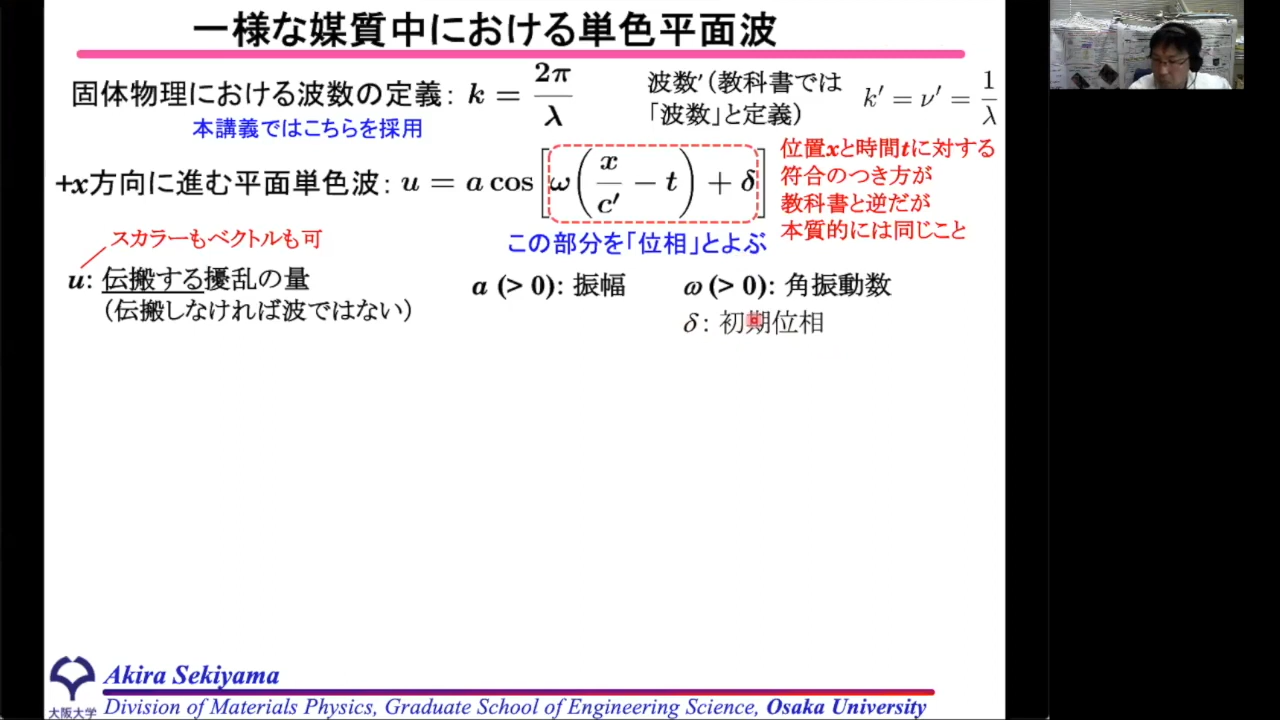 一様な媒質中における単色平面波
固体物理における波数の定義: k = 2π/λ
本講義ではこちらを採用
波数′(教科書では
「波数」と定義)
k′ = ν′ = 1/λ
+x方向に進む平面単色波: u = a cos[ω(x/c′ − t) + δ]
この部分を「位相」とよぶ
位置xと時間tに対する
符合のつき方が
教科書と逆だが
本質的には同じこと
スカラーもベクトルも可
u: 伝搬する擾乱の量
(伝搬しなければ波ではない)
a (> 0): 振幅
ω (> 0): 角振動数
δ: 初期位相
Akira Sekiyama
大阪大学
Division of Materials Physics, Graduate School of Engineering Science, Osaka University